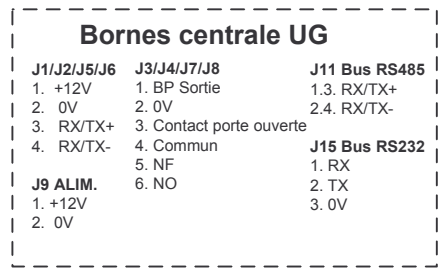 Bornes centrale UG
J1/J2/J5/J6
1. +12V
2. 0V
3. RX/TX+
4. RX/TX-
J9 ALIM.
1. +12V
2. 0V
J3/J4/J7/J8
1. BP Sortie
2. 0V
3. Contact porte ouverte
4. Commun
5. NF
6. NO
J11 Bus RS485
1.3. RX/TX+
2.4. RX/TX-
J15 Bus RS232
1. RX
2. TX
3. 0V